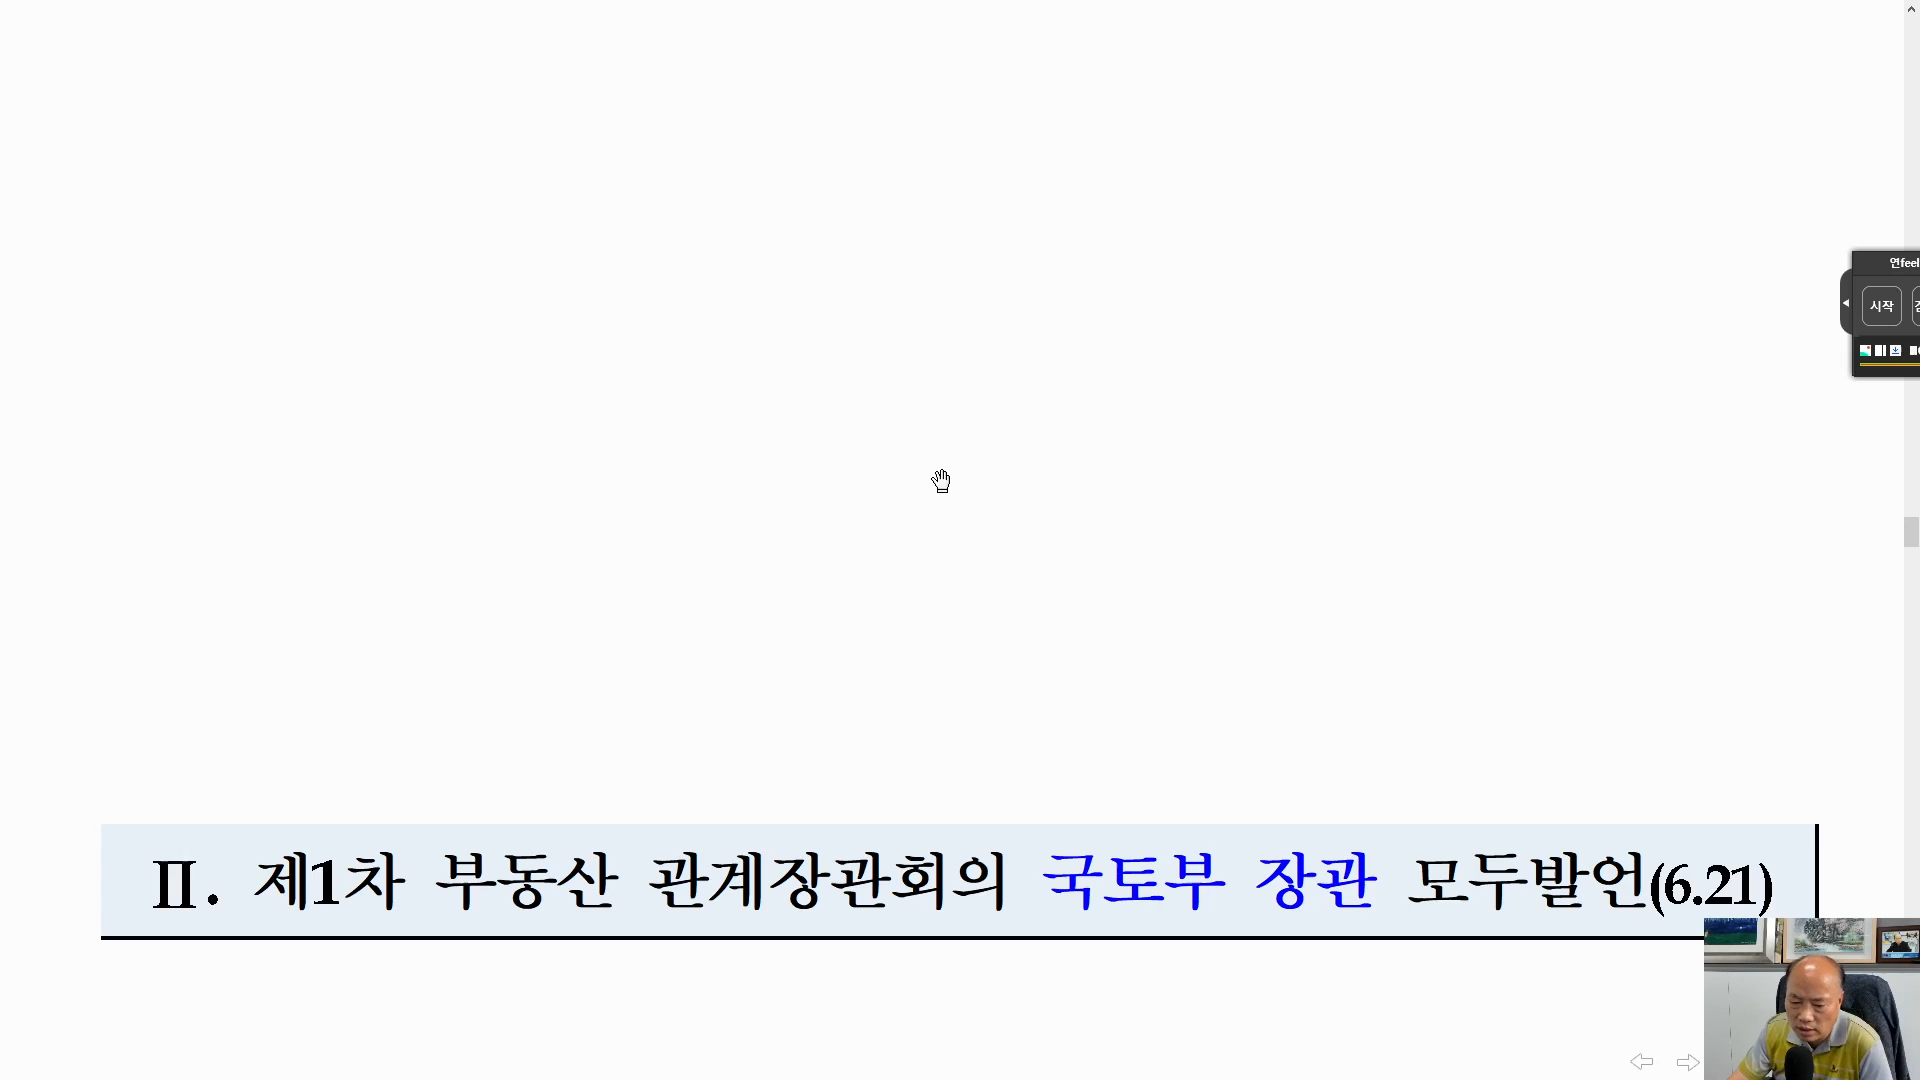 연feel
시작
II. 제1차 부동산 관계장관회의 국토부 장관 모두발언(6.21)